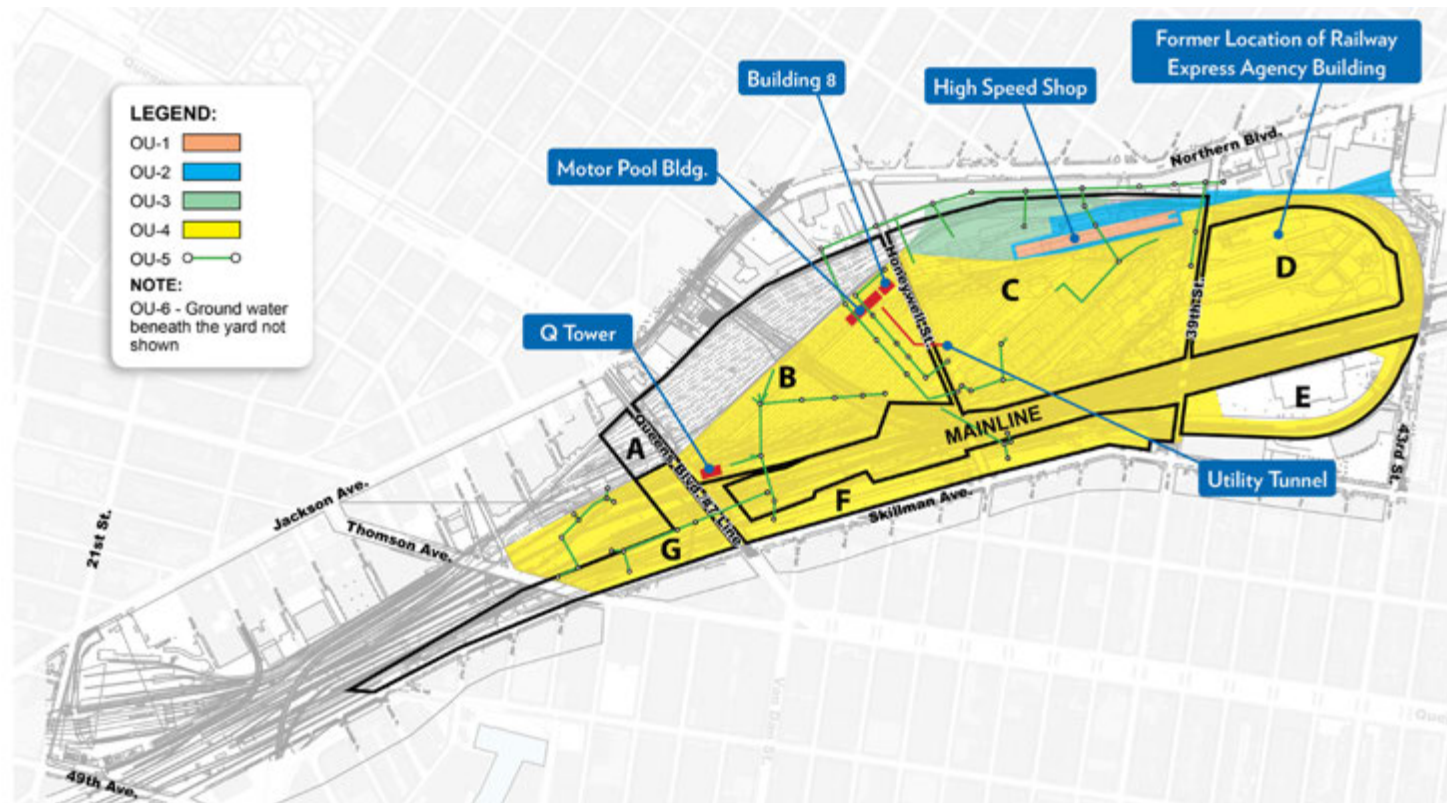 Former Location of Railway
Express Agency Building
Building 8
High Speed Shop
LEGEND:
OU-1
OU-2
OU-3
OU-4
OU-5
NOTE:
OU-6 - Ground water
beneath the yard not
shown
Motor Pool Bldg.
Northern Blvd.
Q Tower
Honeywell St.
39th St.
C
D
B
E
MAINLINE
A
Queens Blvd. #7 Line
43rd St.
Utility Tunnel
F
Skillman Ave.
Jackson Ave.
Thomson Ave.
21st St.
G
49th Ave.